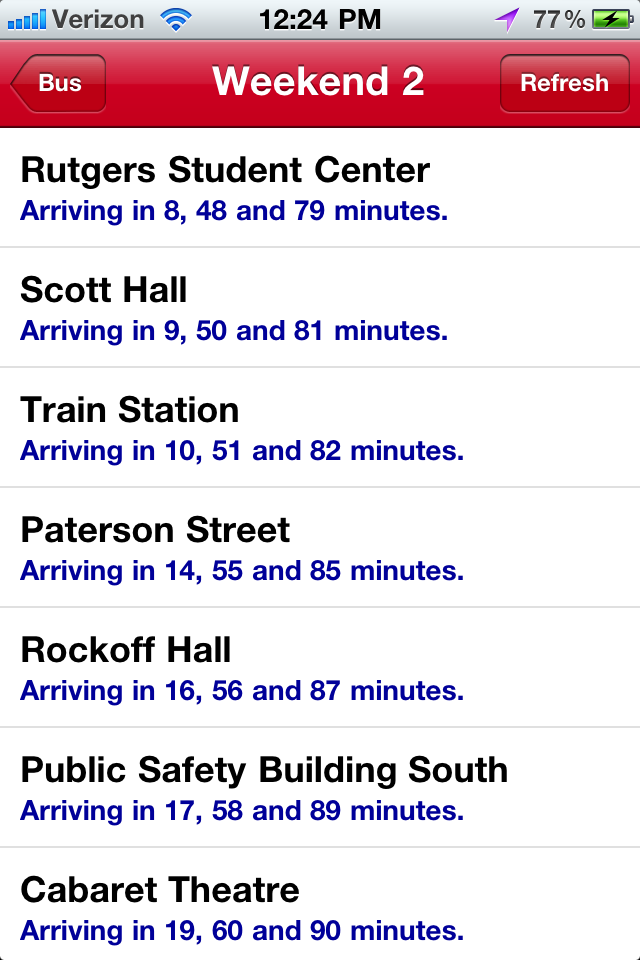 Verizon 12:24 PM 77%
Bus Weekend 2 Refresh
Rutgers Student Center
Arriving in 8, 48 and 79 minutes.
Scott Hall
Arriving in 9, 50 and 81 minutes.
Train Station
Arriving in 10, 51 and 82 minutes.
Paterson Street
Arriving in 14, 55 and 85 minutes.
Rockoff Hall
Arriving in 16, 56 and 87 minutes.
Public Safety Building South
Arriving in 17, 58 and 89 minutes.
Cabaret Theatre
Arriving in 19, 60 and 90 minutes.